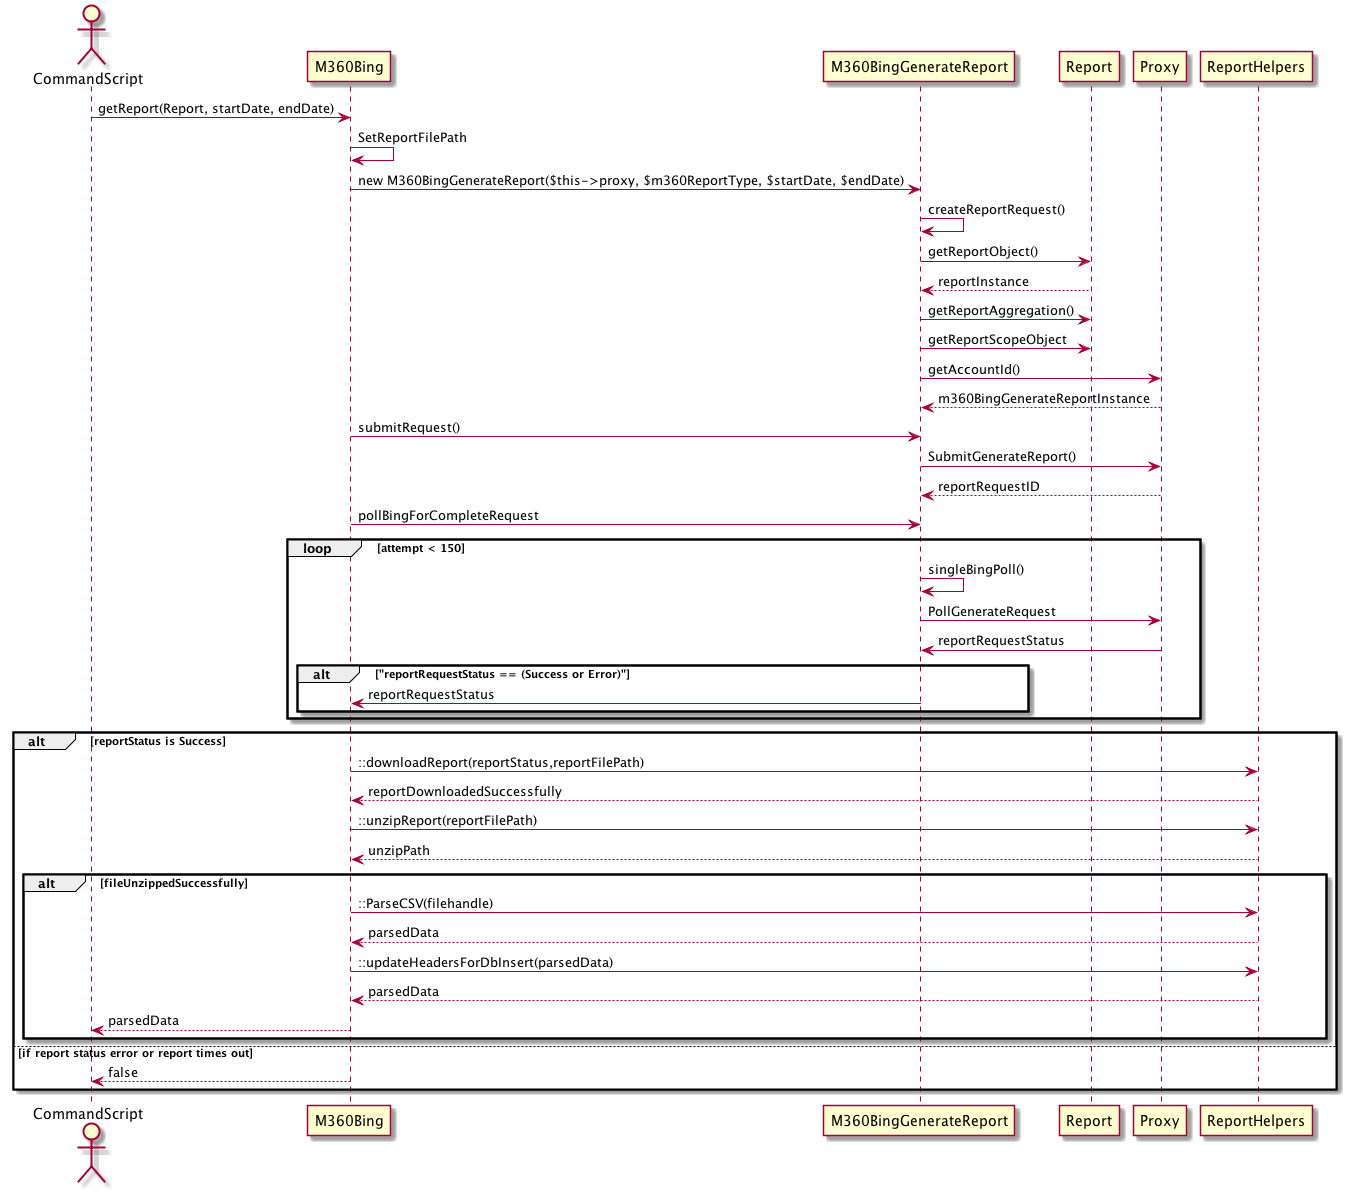 CommandScript
M360Bing
M360BingGenerateReport
Report
Proxy
ReportHelpers
getReport(Report, startDate, endDate)
SetReportFilePath
new M360BingGenerateReport($this->proxy, $m360ReportType, $startDate, $endDate)
createReportRequest()
getReportObject()
reportInstance
getReportAggregation()
getReportScopeObject
getAccountId()
m360BingGenerateReportInstance
submitRequest()
SubmitGenerateReport()
reportRequestID
pollBingForCompleteRequest
loop [attempt < 150]
singleBingPoll()
PollGenerateRequest
reportRequestStatus
alt ["reportRequestStatus == (Success or Error)"]
reportRequestStatus
alt [reportStatus is Success]
::downloadReport(reportStatus,reportFilePath)
reportDownloadedSuccessfully
::unzipReport(reportFilePath)
unzipPath
alt [fileUnzippedSuccessfully]
::ParseCSV(filehandle)
parsedData
::updateHeadersForDbInsert(parsedData)
parsedData
parsedData
[if report status error or report times out]
false
CommandScript
M360Bing
M360BingGenerateReport
Report
Proxy
ReportHelpers